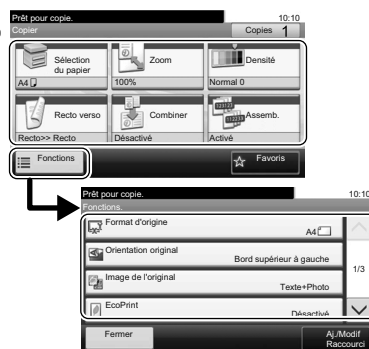 Prêt pour copie. 10:10
Copier Copies 1
Sélection du papier
Zoom
Densité
A4 100% Normal 0
Recto verso
Combiner
Assemb.
Recto>> Recto Désactivé Activé
Fonctions Favoris
Prêt pour copie. 10:10
Fonctions.
Format d'origine
A4
Orientation original
Bord supérieur à gauche
1/3
Image de l'original
Texte+Photo
EcoPrint
Désactivé
Fermer
Aj./Modif
Raccourci